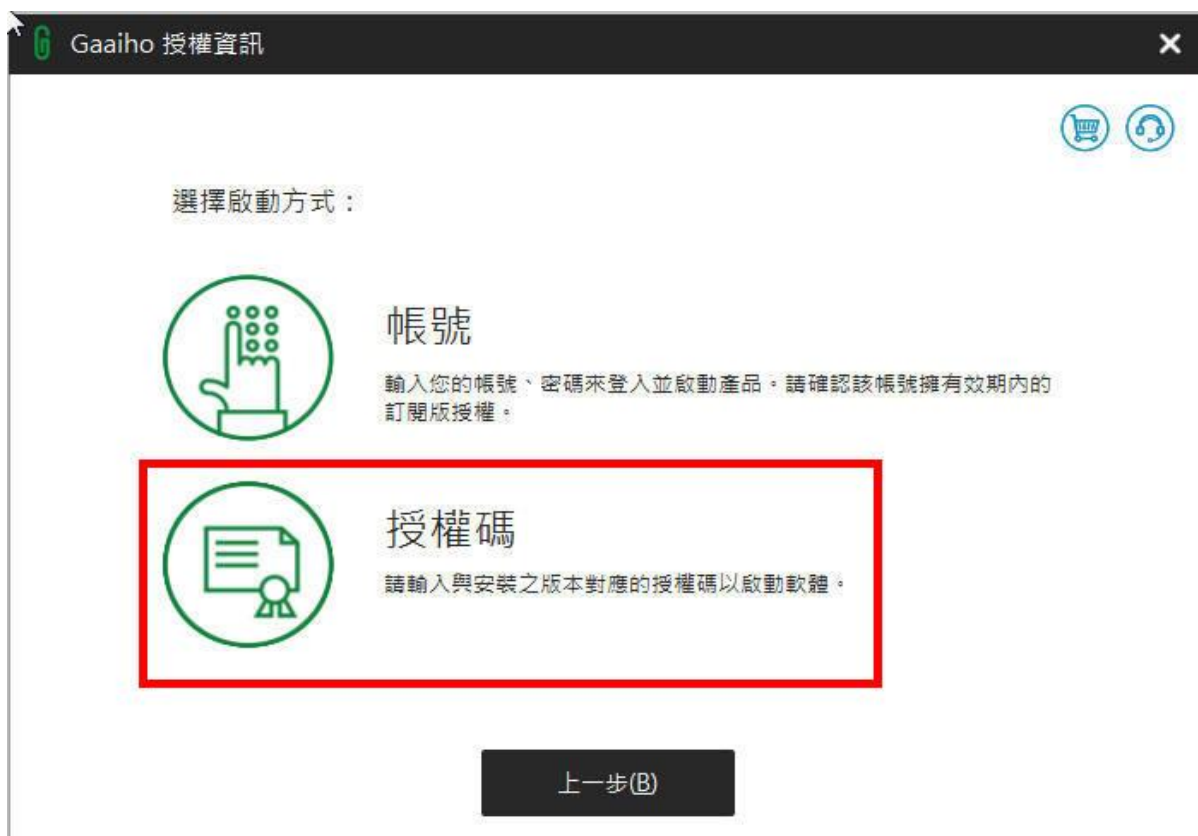 Gaaiho 授權資訊
選擇啟動方式：
帳號
輸入您的帳號、密碼來登入並啟動產品。請確認該帳號擁有效期內的
訂閱版授權。
授權碼
請輸入與安裝之版本對應的授權碼以啟動軟體。
上一步(B)